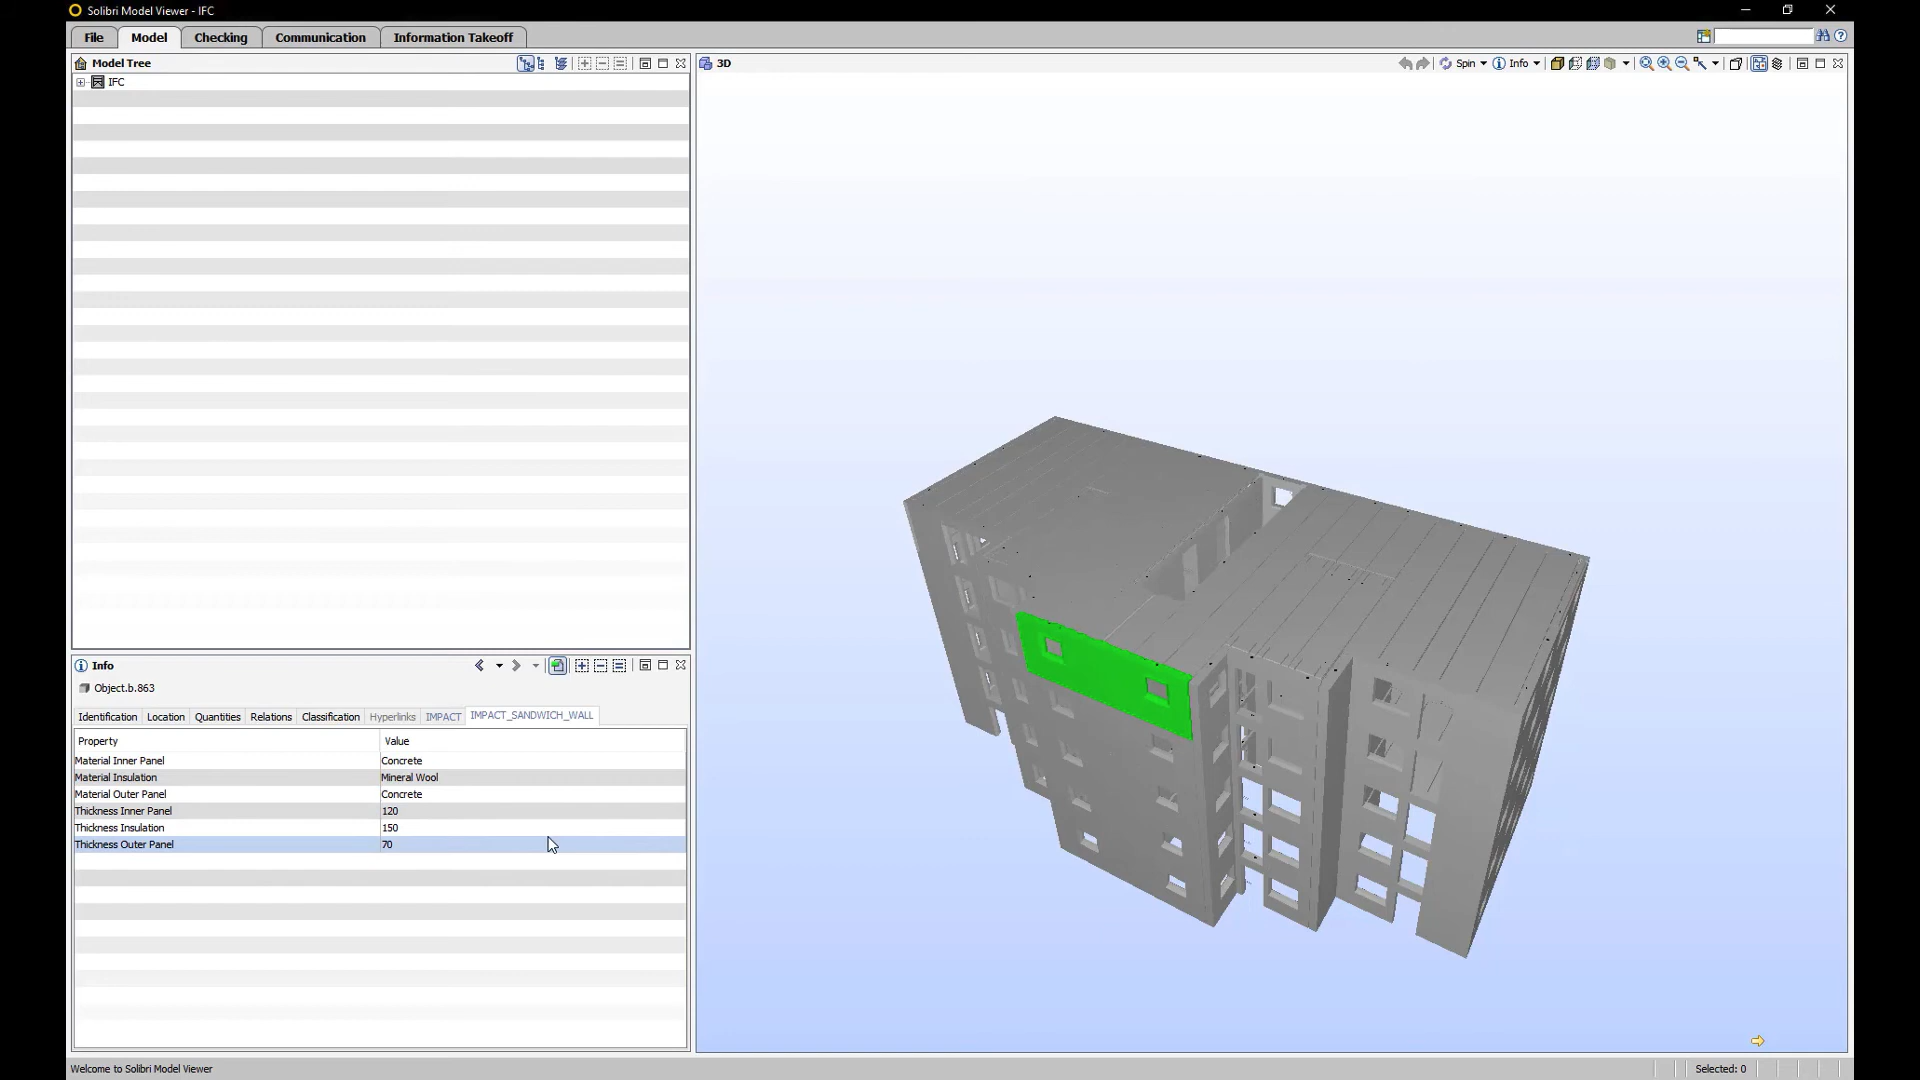 Solibri Model Viewer - IFC
File
Model
Checking
Communication
Information Takeoff
Model Tree
IFC
3D
Spin
Info
Info
Object.b.863
Identification
Location
Quantities
Relations
Classification
Hyperlinks
IMPACT
IMPACT_SANDWICH_WALL
Property Value
Material Inner Panel Concrete
Material Insulation Mineral Wool
Material Outer Panel Concrete
Thickness Inner Panel 120
Thickness Insulation 150
Thickness Outer Panel 70
Welcome to Solibri Model Viewer
Selected: 0